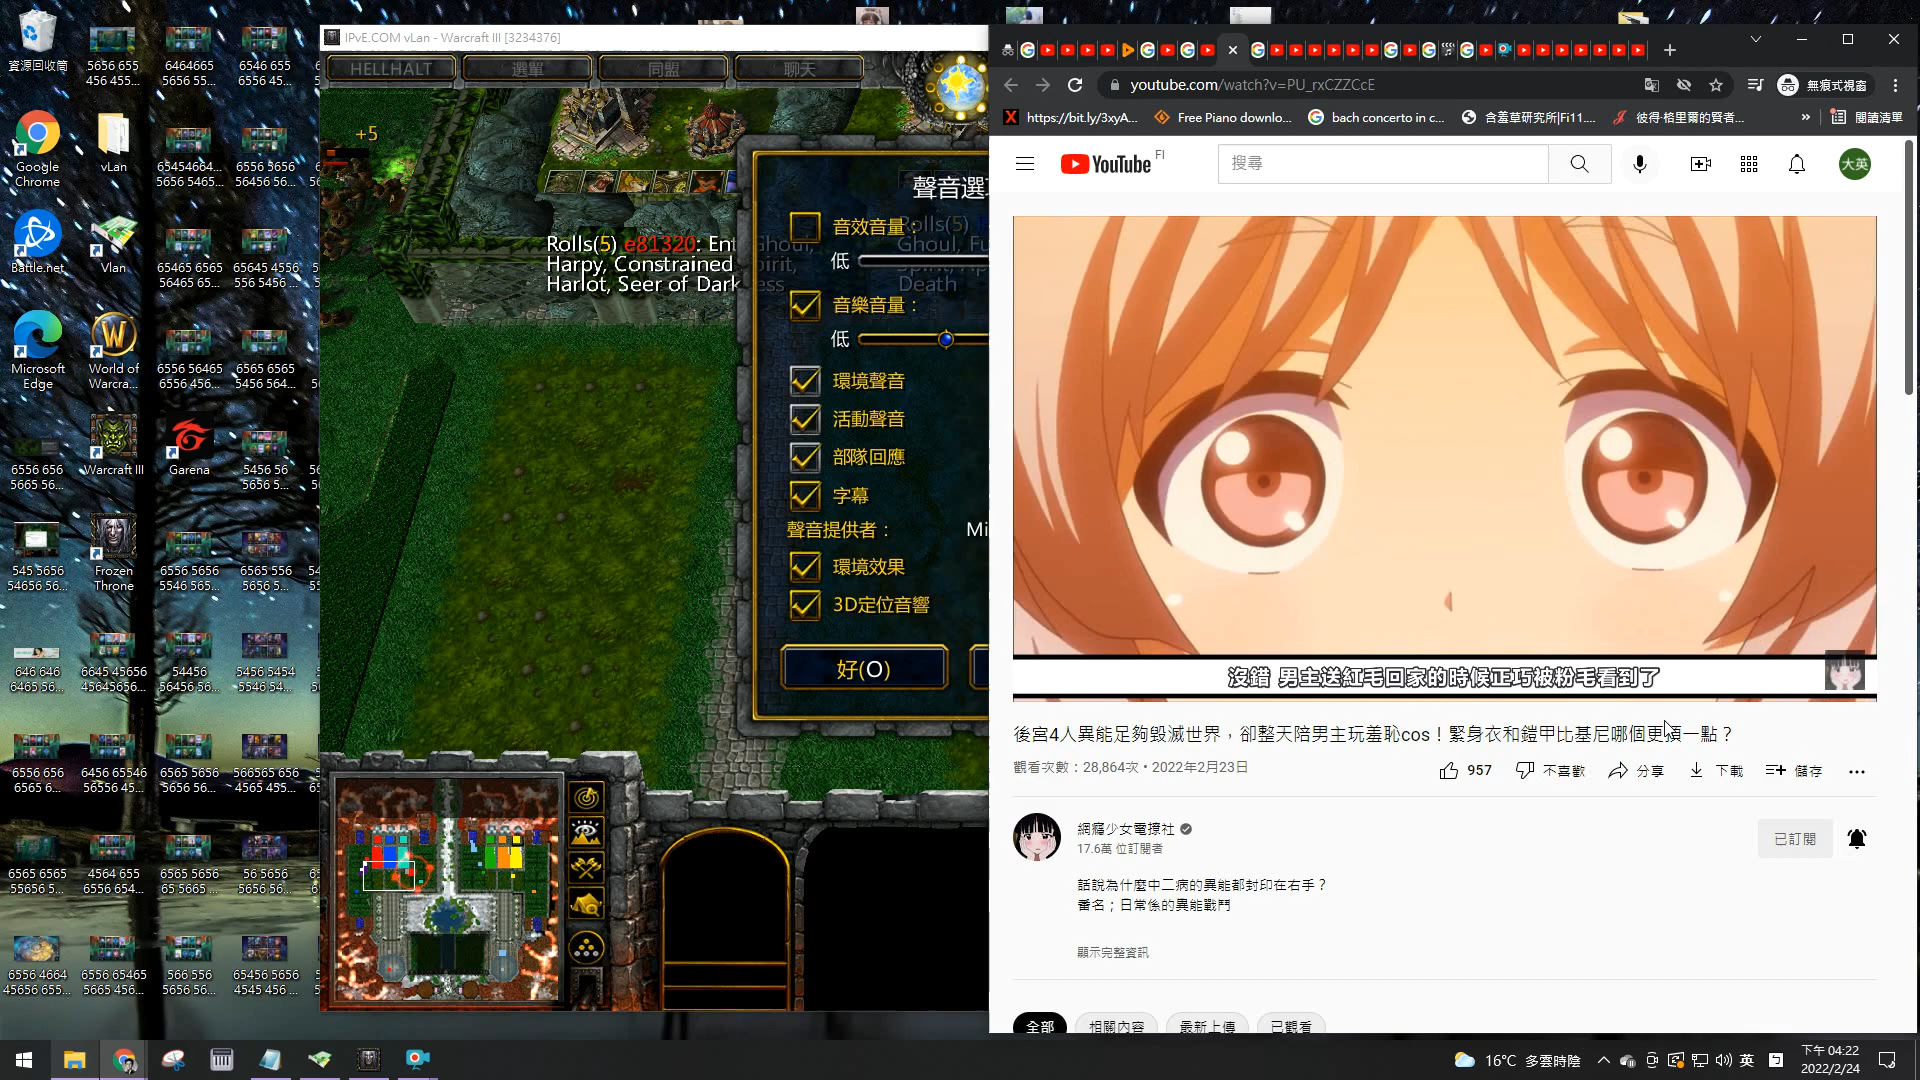 資源回收筒
5656 655
456 455...
6464665
5656 55...
6546 655
6556 56...
Google
Chrome
vLan
65454664...
5656 5465...
6556 5656
56456 56...
Battle.net
Vlan
65465 6565
56465 65...
65645 4556
556 5456 ...
Microsoft
Edge
World of
Warcra...
6556 56465
6556 456...
6565 6565
5456 564...
6556 656
5665 56...
Warcraft III
Garena
5456 56
5656 5...
545 5656
54656 56...
Frozen
Throne
6556 5656
5546 565...
6565 556
5656 5...
646 646
6465 56...
6645 45656
45645656...
54456
56456 56...
5456 5454
5546 54...
6556 656
6565 6...
6456 65546
56556 45...
6565 5656
5656 56...
566565 656
4565 455...
6565 6565
55656 5...
4564 655
6556 654...
6565 5656
65 5665 ...
56 5656
5656 56...
6556 4664
45656 655...
6556 65465
5665 456...
566 556
5656 56...
65456 5656
4545 456 ...
IPvE.COM vLan - Warcraft III [3234376]
HELLHALT
選單
同盟
聊天
+5
Rolls(5) e81320: Ent
Harpy, Constrained
Harlot, Seer of Dark
Death
音效音量：
低
音樂音量：
低
環境聲音
活動聲音
部隊回應
字幕
聲音提供者：
Mi
環境效果
3D定位音響
好(O)
youtube.com/watch?v=PU_rxCZZCcE
無痕式視窗
https://bit.ly/3xyA...
Free Piano downlo...
bach concerto in c...
含羞草研究所|Fi11....
彼得·格里爾的賢者...
»
閱讀清單
YouTube FI
搜尋
大英
沒錯 男主送紅毛回家的時候正巧被粉毛看到了
後宮4人異能足夠毀滅世界，卻整天陪男主玩羞恥cos！緊身衣和鎧甲比基尼哪個更頂一點？
觀看次數：28,864次 • 2022年2月23日
957
不喜歡
分享
下載
儲存
網癮少女電撩社
17.6萬 位訂閱者
已訂閱
話說為什麼中二病的異能都封印在右手？
番名；日常係的異能戰鬥
顯示完整資訊
全部
相關內容
最新上傳
已觀看
16°C 多雲時陰
英
下午 04:22
2022/2/24